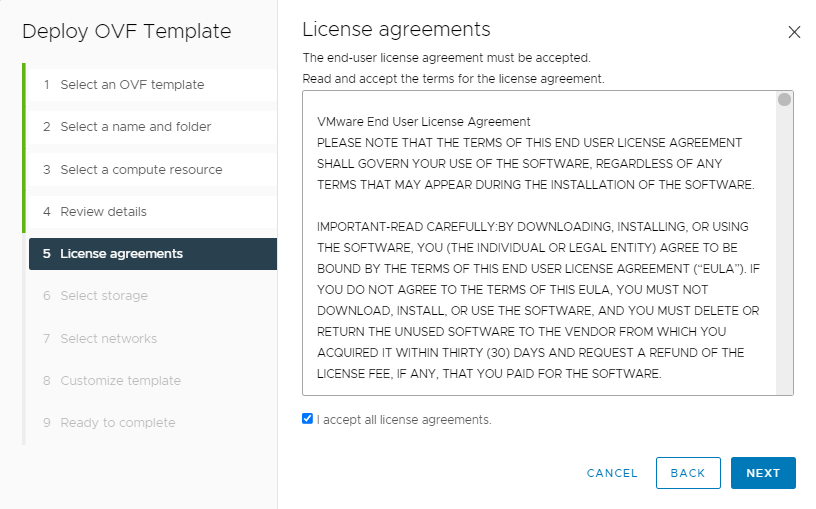 Deploy OVF Template
1 Select an OVF template
2 Select a name and folder
3 Select a compute resource
4 Review details
5 License agreements
6 Select storage
7 Select networks
8 Customize template
9 Ready to complete
License agreements
The end-user license agreement must be accepted.
Read and accept the terms for the license agreement.
VMware End User License Agreement
PLEASE NOTE THAT THE TERMS OF THIS END USER LICENSE AGREEMENT
SHALL GOVERN YOUR USE OF THE SOFTWARE, REGARDLESS OF ANY
TERMS THAT MAY APPEAR DURING THE INSTALLATION OF THE SOFTWARE.
IMPORTANT-READ CAREFULLY:BY DOWNLOADING, INSTALLING, OR USING
THE SOFTWARE, YOU (THE INDIVIDUAL OR LEGAL ENTITY) AGREE TO BE
BOUND BY THE TERMS OF THIS END USER LICENSE AGREEMENT (“EULA”). IF
YOU DO NOT AGREE TO THE TERMS OF THIS EULA, YOU MUST NOT
DOWNLOAD, INSTALL, OR USE THE SOFTWARE, AND YOU MUST DELETE OR
RETURN THE UNUSED SOFTWARE TO THE VENDOR FROM WHICH YOU
ACQUIRED IT WITHIN THIRTY (30) DAYS AND REQUEST A REFUND OF THE
LICENSE FEE, IF ANY, THAT YOU PAID FOR THE SOFTWARE.
I accept all license agreements.
CANCEL BACK NEXT